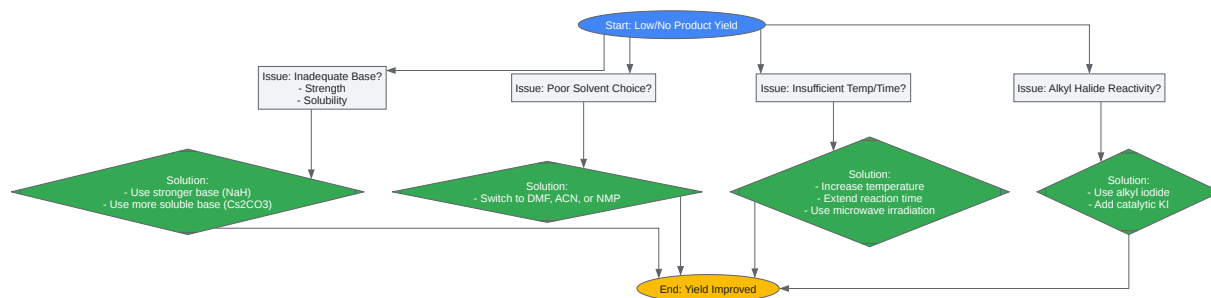 Start: Low/No Product Yield
Issue: Inadequate Base?
- Strength
- Solubility
Issue: Poor Solvent Choice?
Issue: Insufficient Temp/Time?
Issue: Alkyl Halide Reactivity?
Solution:
- Use stronger base (NaH)
- Use more soluble base (Cs2CO3)
Solution:
- Switch to DMF, ACN, or NMP
Solution:
- Increase temperature
- Extend reaction time
- Use microwave irradiation
Solution:
- Use alkyl iodide
- Add catalytic KI
End: Yield Improved